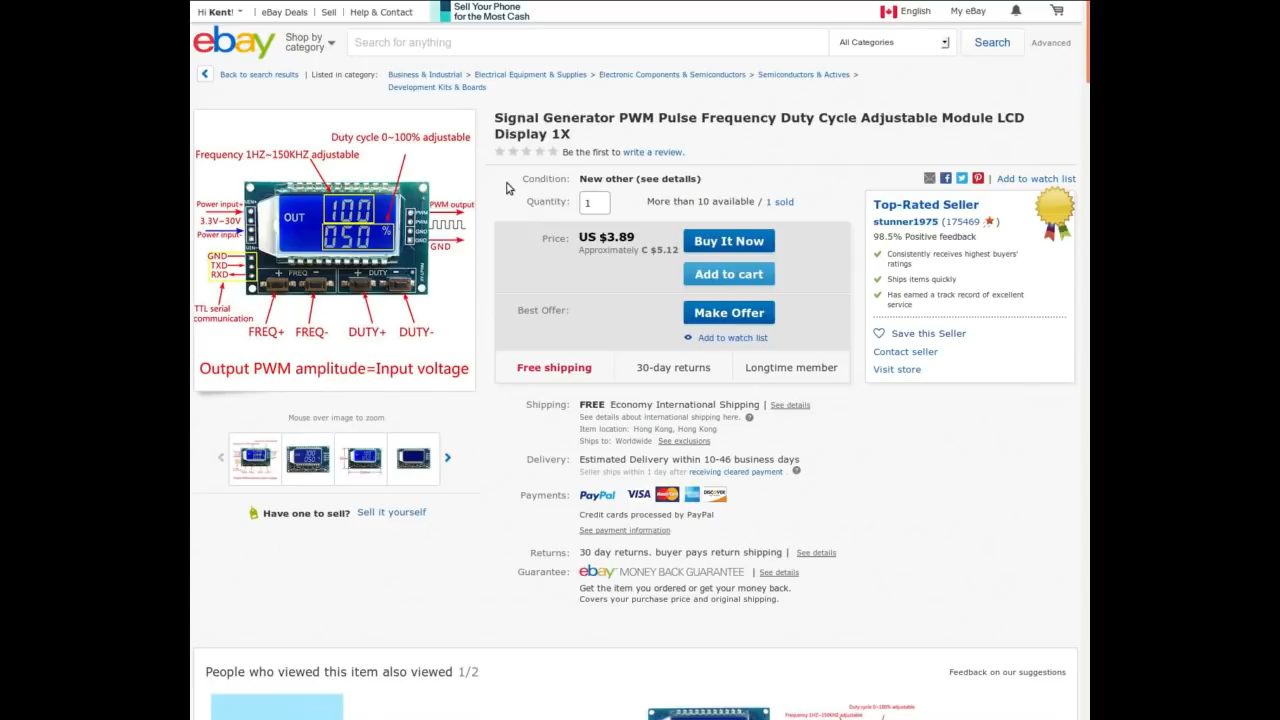 Hi Kent!
eBay Deals
Sell
Help & Contact
Sell Your Phone
for the Most Cash
English
My eBay
ebay
Shop by
category
Search for anything
All Categories
Search
Advanced
Back to search results
Listed in category:
Business & Industrial > Electrical Equipment & Supplies > Electronic Components & Semiconductors > Semiconductors & Actives >
Development Kits & Boards
Duty cycle 0~100% adjustable
Frequency 1HZ~150KHZ adjustable
Power input+
3.3V~30V
Power input-
OUT
100
050 %
PWM output
GND
GND
TXD
RXD
+ FREQ -
+ DUTY -
TTL serial
communication
FREQ+ FREQ- DUTY+ DUTY-
Output PWM amplitude=Input voltage
Mouse over image to zoom
Have one to sell? Sell it yourself
Signal Generator PWM Pulse Frequency Duty Cycle Adjustable Module LCD
Display 1X
Be the first to write a review.
Condition: New other (see details)
Quantity: 1 More than 10 available / 1 sold
Price: US $3.89
Approximately C $5.12
Buy It Now
Add to cart
Best Offer:
Make Offer
Add to watch list
Free shipping
30-day returns
Longtime member
Shipping: FREE Economy International Shipping | See details
See details about international shipping here.
Item location: Hong Kong, Hong Kong
Ships to: Worldwide See exclusions
Delivery: Estimated Delivery within 10-46 business days
Seller ships within 1 day after receiving cleared payment .
Payments: PayPal VISA MasterCard DISCOVER
Credit cards processed by PayPal
See payment information
Returns: 30 day returns. buyer pays return shipping | See details
Guarantee: ebay MONEY BACK GUARANTEE | See details
Get the item you ordered or get your money back.
Covers your purchase price and original shipping.
Add to watch list
Top-Rated Seller
stunner1975 (175469 )
98.5% Positive feedback
Consistently receives highest buyers'
ratings
Ships items quickly
Has earned a track record of excellent
service
Save this Seller
Contact seller
Visit store
People who viewed this item also viewed 1/2
Feedback on our suggestions
Duty cycle 0~100% adjustable
Frequency 1HZ~150KHZ adjustable